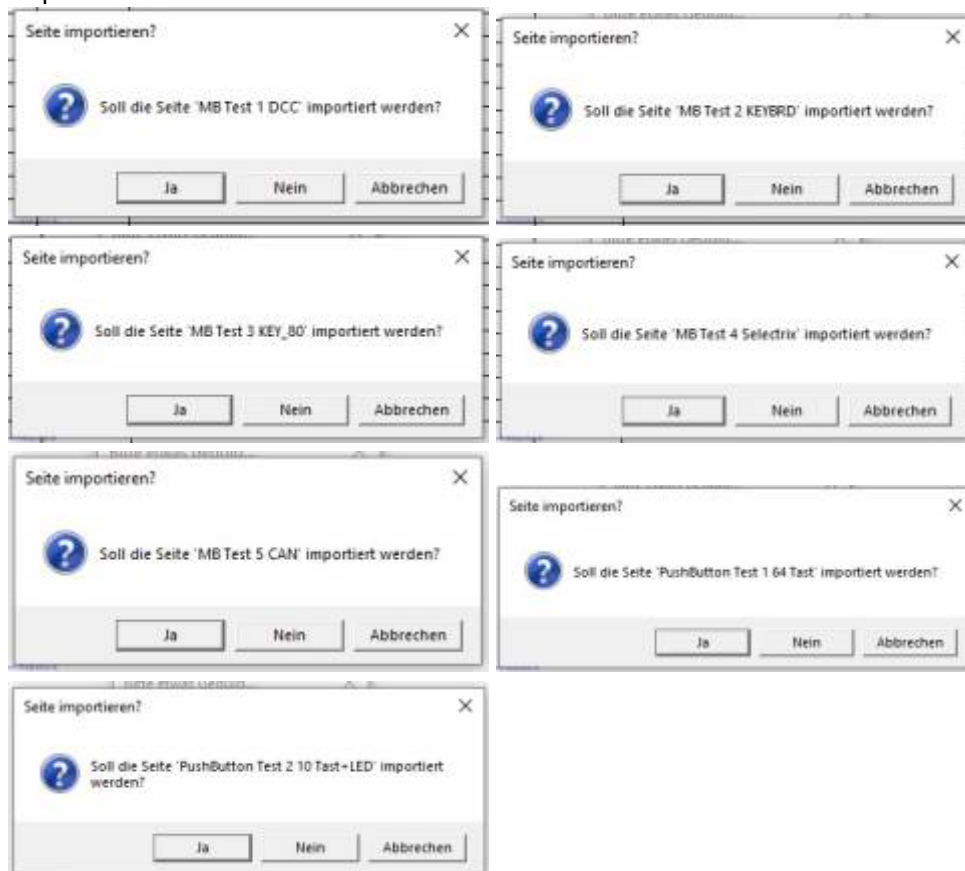 Seite importieren?
Soll die Seite 'MB Test 1 DCC' importiert werden?
Ja Nein Abbrechen
Seite importieren?
Soll die Seite 'MB Test 2 KEYBRD' importiert werden?
Ja Nein Abbrechen
Seite importieren?
Soll die Seite 'MB Test 3 KEY_80' importiert werden?
Ja Nein Abbrechen
Seite importieren?
Soll die Seite 'MB Test 4 Selectrix' importiert werden?
Ja Nein Abbrechen
Seite importieren?
Soll die Seite 'MB Test 5 CAN' importiert werden?
Ja Nein Abbrechen
Seite importieren?
Soll die Seite 'PushButton Test 1 64 Tast' importiert werden?
Ja Nein Abbrechen
Seite importieren?
Soll die Seite 'PushButton Test 2 10 Tast+LED' importiert
werden?
Ja Nein Abbrechen